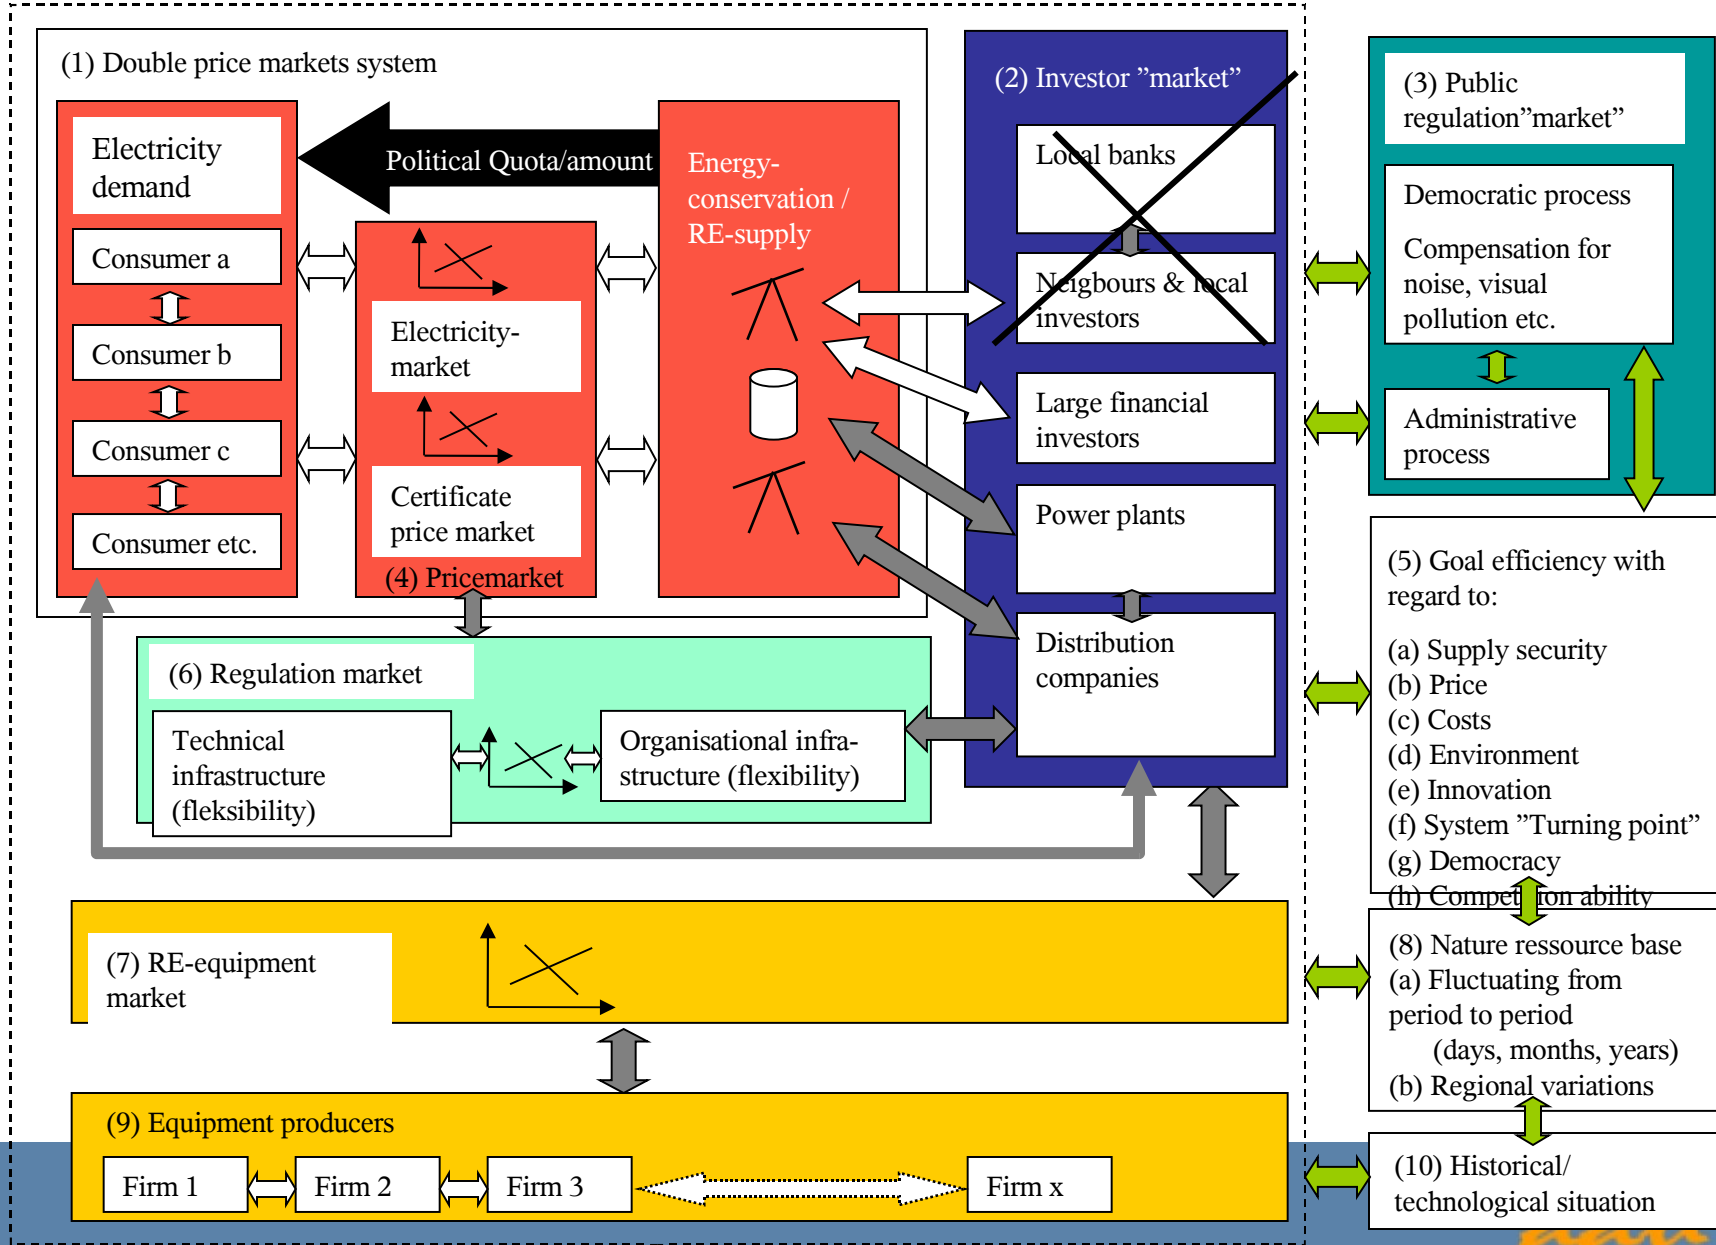 (1) Double price markets system
Electricity
demand
Consumer a
Consumer b
Consumer c
Consumer etc.
Political Quota/amount
Electricity-
market
Certificate
price market
(4) Pricemarket
Energy-
conservation /
RE-supply
(2) Investor ”market”
Local banks
Neigbours & local
investors
Large financial
investors
Power plants
Distribution
companies
(3) Public
regulation”market”
Democratic process
Compensation for
noise, visual
pollution etc.
Administrative
process
(5) Goal efficiency with
regard to:
(a) Supply security
(b) Price
(c) Costs
(d) Environment
(e) Innovation
(f) System ”Turning point”
(g) Democracy
(h) Competition ability
(6) Regulation market
Technical
infrastructure
(fleksibility)
Organisational infra-
structure (flexibility)
(7) RE-equipment
market
(8) Nature ressource base
(a) Fluctuating from
period to period
(days, months, years)
(b) Regional variations
(9) Equipment producers
Firm 1
Firm 2
Firm 3
Firm x
(10) Historical/
technological situation